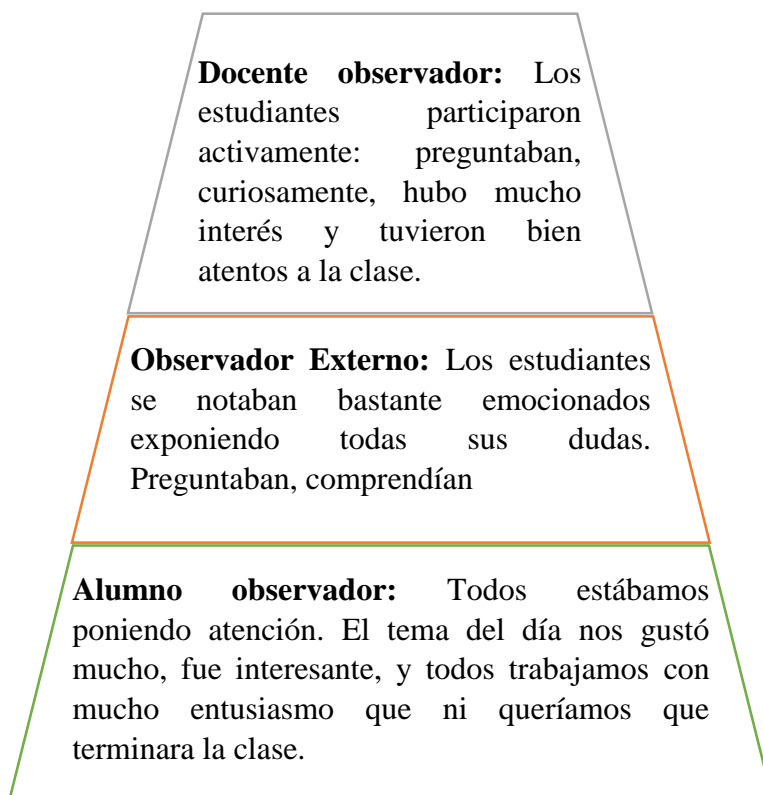 Docente observador: Los
estudiantes participaron
activamente: preguntaban,
curiosamente, hubo mucho
interés y tuvieron bien
atentos a la clase.
Observador Externo: Los estudiantes
se notaban bastante emocionados
exponiendo todas sus dudas.
Preguntaban, comprendían
Alumno observador: Todos estábamos
poniendo atención. El tema del día nos gustó
mucho, fue interesante, y todos trabajamos con
mucho entusiasmo que ni queríamos que
terminara la clase.